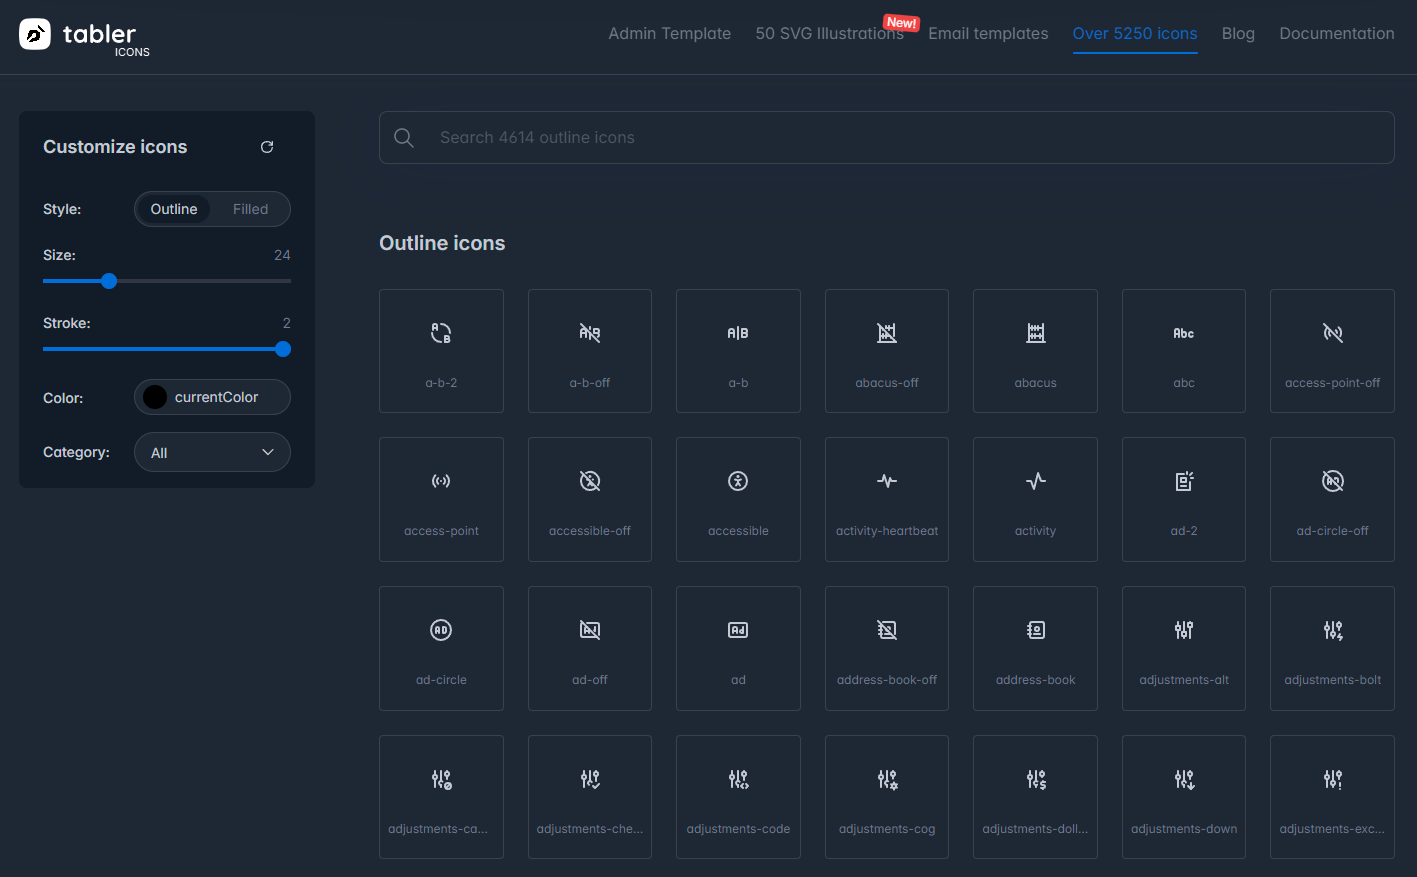 tabler
ICONS
Admin Template
50 SVG Illustrations
New!
Email templates
Over 5250 icons
Blog
Documentation
Customize icons
Style:
Outline
Filled
Size:
24
Stroke:
2
Color:
currentColor
Category:
All
Search 4614 outline icons
Outline icons
A B
A|B
A|B
Abc
a-b-2
a-b-off
a-b
abacus-off
abacus
abc
access-point-off
access-point
accessible-off
accessible
activity-heartbeat
activity
ad-2
ad-circle-off
AD
Ad
ad-circle
ad-off
ad
address-book-off
address-book
adjustments-alt
adjustments-bolt
adjustments-ca...
adjustments-che...
adjustments-code
adjustments-cog
adjustments-doll...
adjustments-down
adjustments-exc...